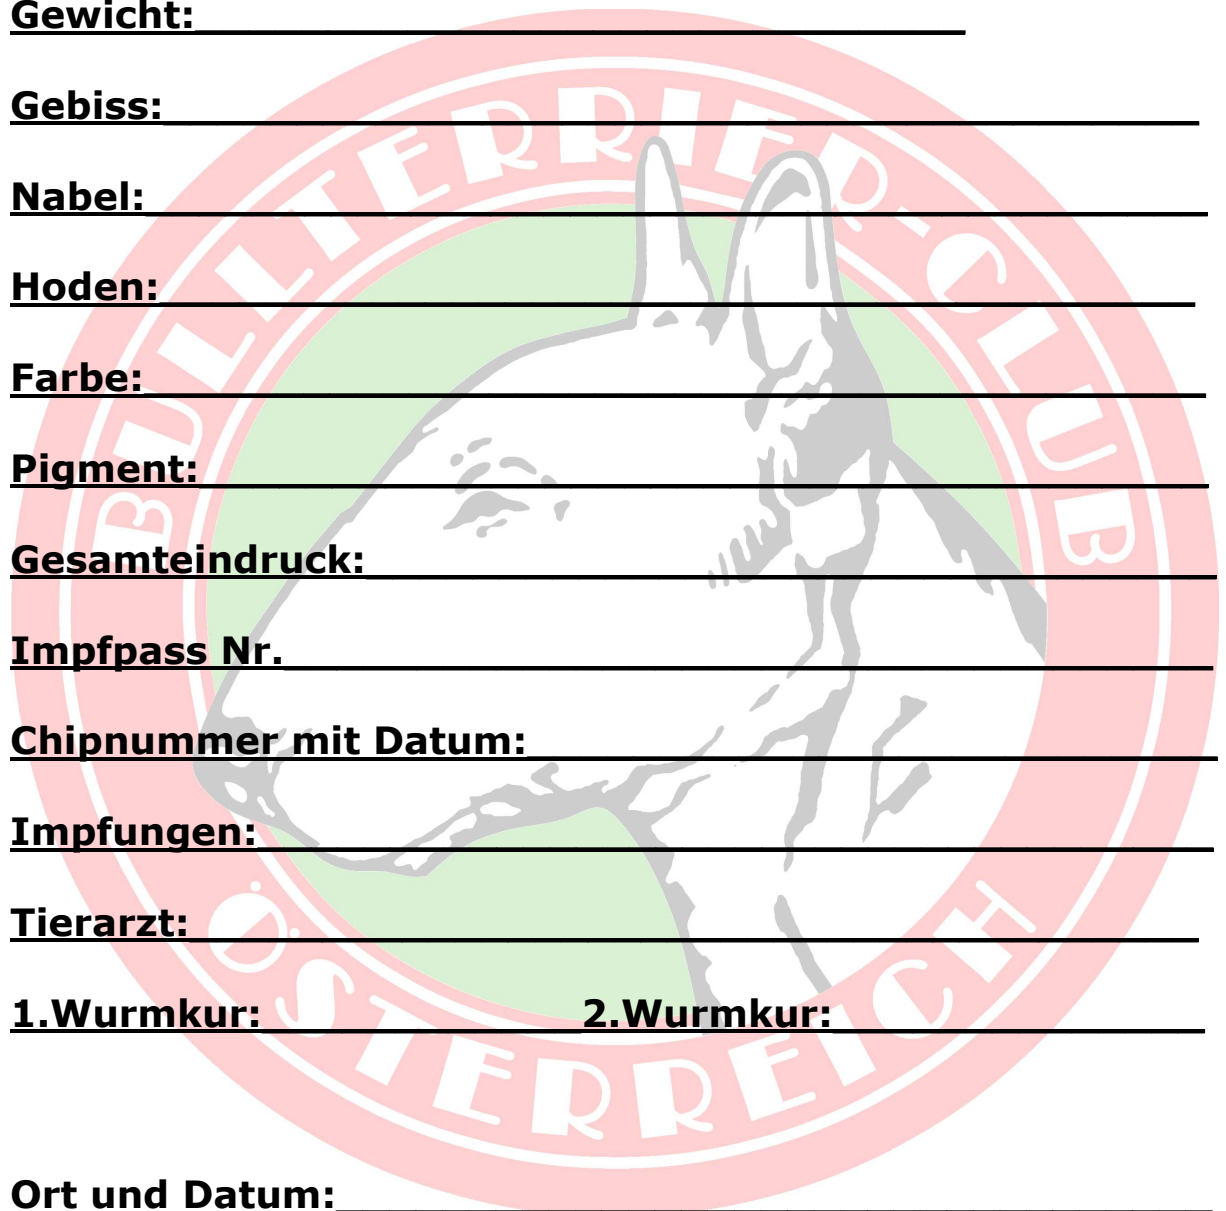 Gewicht:
Gebiss:
Nabel:
Hoden:
Farbe:
Pigment:
Gesamteindruck:
Impfpass Nr.
Chipnummer mit Datum:
Impfungen:
Tierarzt:
1.Wurmkur: 2.Wurmkur:
Ort und Datum:
BULLTERRIER-CLUB
ÖSTERREICH